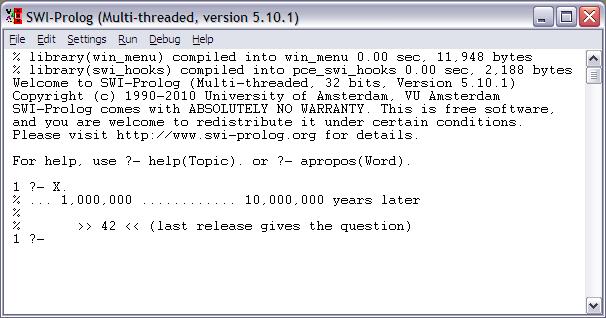 SWI-Prolog (Multi-threaded, version 5.10.1)
File Edit Settings Run Debug Help
% library(win_menu) compiled into win_menu 0.00 sec, 11,948 bytes
% library(swi_hooks) compiled into pce_swi_hooks 0.00 sec, 2,188 bytes
Welcome to SWI-Prolog (Multi-threaded, 32 bits, Version 5.10.1)
Copyright (c) 1990-2010 University of Amsterdam, VU Amsterdam
SWI-Prolog comes with ABSOLUTELY NO WARRANTY. This is free software,
and you are welcome to redistribute it under certain conditions.
Please visit http://www.swi-prolog.org for details.
For help, use ?- help(Topic). or ?- apropos(Word).
1 ?- X.
% ... 1,000,000 ............ 10,000,000 years later
%
%       >> 42 << (last release gives the question)
1 ?-